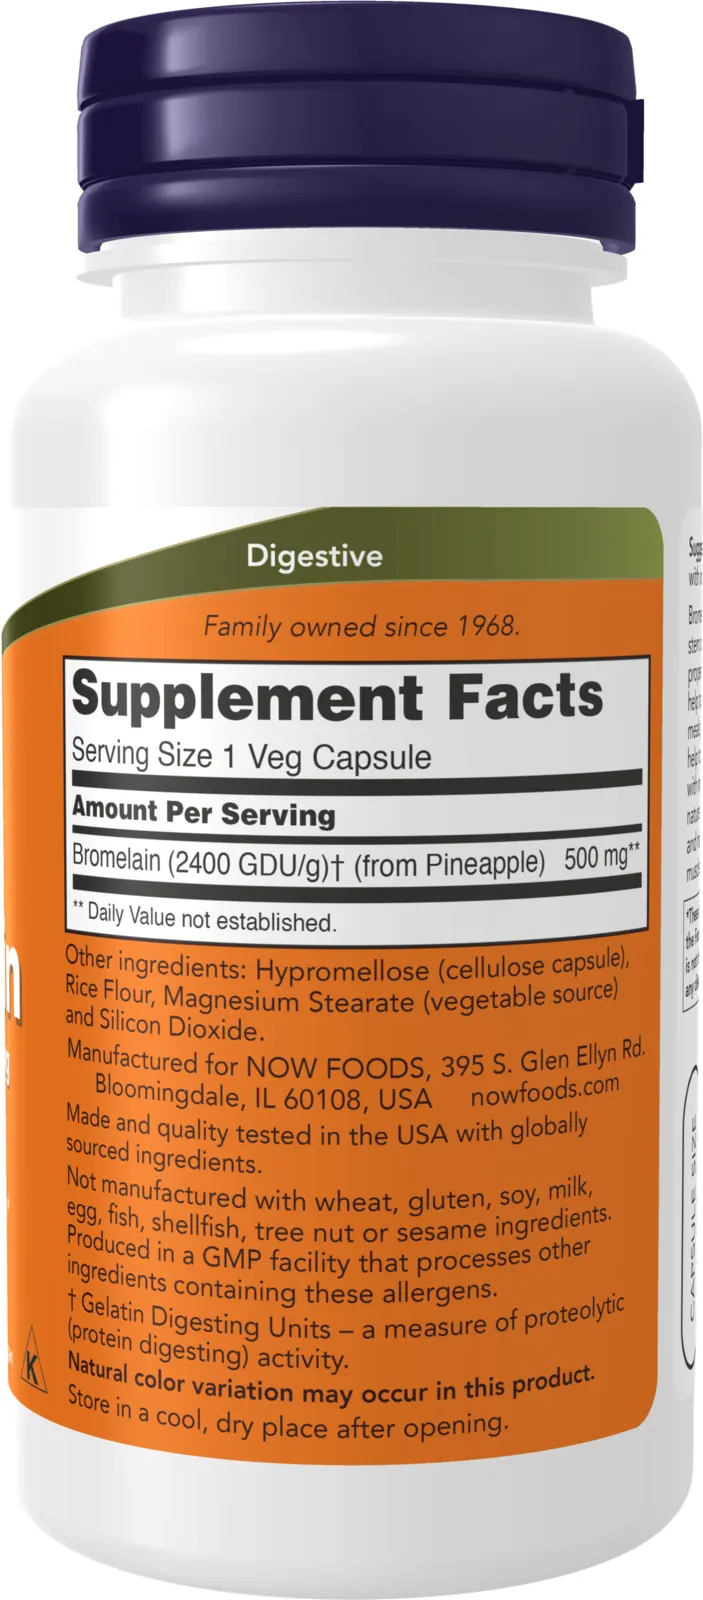 Digestive
Family owned since 1968.
Supplement Facts
Serving Size 1 Veg Capsule
Amount Per Serving
Bromelain (2400 GDU/g)† (from Pineapple) 500 mg**
** Daily Value not established.
Other ingredients: Hypromellose (cellulose capsule),
Rice Flour, Magnesium Stearate (vegetable source)
and Silicon Dioxide.
Manufactured for NOW FOODS, 395 S. Glen Ellyn Rd.
Bloomingdale, IL 60108, USA nowfoods.com
Made and quality tested in the USA with globally
sourced ingredients.
Not manufactured with wheat, gluten, soy, milk,
egg, fish, shellfish, tree nut or sesame ingredients.
Produced in a GMP facility that processes other
ingredients containing these allergens.
† Gelatin Digesting Units – a measure of proteolytic
(protein digesting) activity.
Natural color variation may occur in this product.
Store in a cool, dry place after opening.
K
CAPSULE SIZE